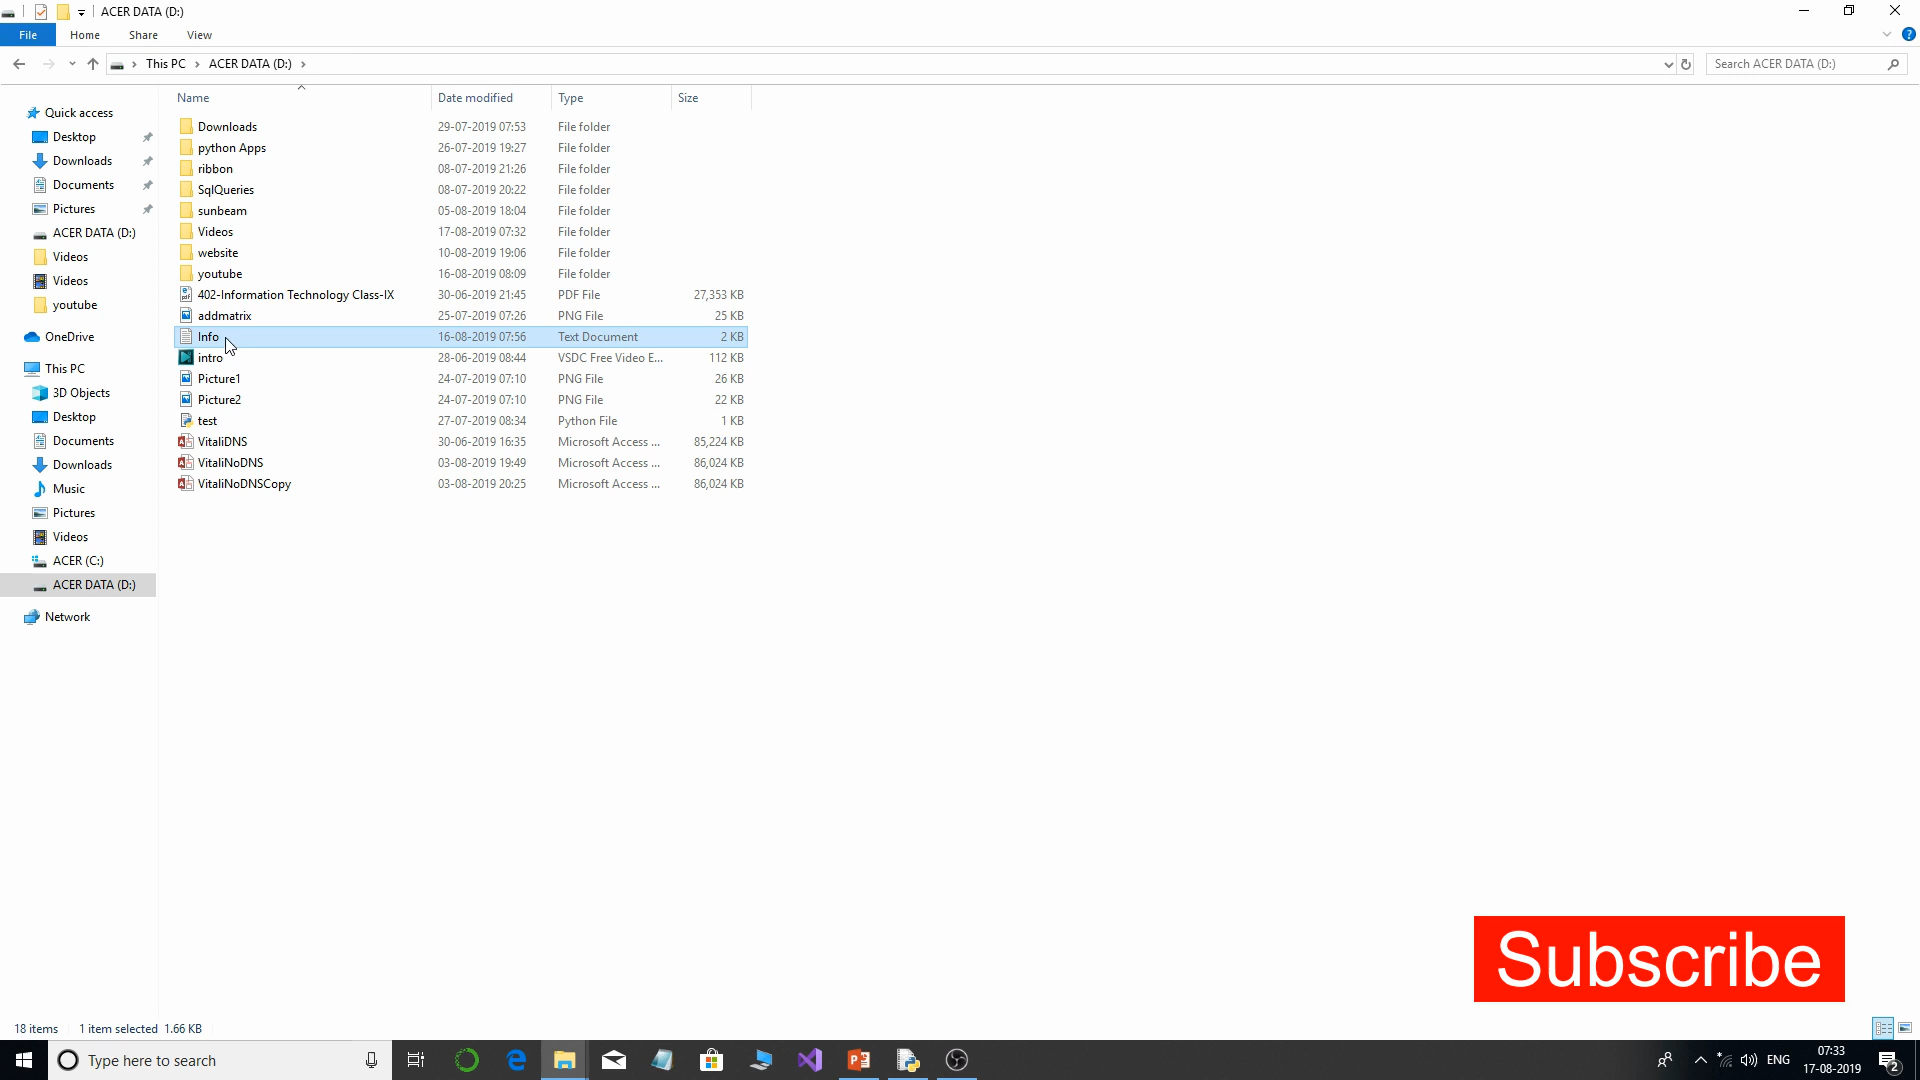 ACER DATA (D:)
File Home Share View
This PC ACER DATA (D:)
Search ACER DATA (D:)
Name Date modified Type Size
Quick access
Desktop
Downloads
Documents
Pictures
ACER DATA (D:)
Videos
Videos
youtube
OneDrive
This PC
3D Objects
Desktop
Documents
Downloads
Music
Pictures
Videos
ACER (C:)
ACER DATA (D:)
Network
Downloads 29-07-2019 07:53 File folder
python Apps 26-07-2019 19:27 File folder
ribbon 08-07-2019 21:26 File folder
SqlQueries 08-07-2019 20:22 File folder
sunbeam 05-08-2019 18:04 File folder
Videos 17-08-2019 07:32 File folder
website 10-08-2019 19:06 File folder
youtube 16-08-2019 08:09 File folder
402-Information Technology Class-IX 30-06-2019 21:45 PDF File 27,353 KB
addmatrix 25-07-2019 07:26 PNG File 25 KB
Info 16-08-2019 07:56 Text Document 2 KB
intro 28-06-2019 08:44 VSDC Free Video E... 112 KB
Picture1 24-07-2019 07:10 PNG File 26 KB
Picture2 24-07-2019 07:10 PNG File 22 KB
test 27-07-2019 08:34 Python File 1 KB
VitaliDNS 30-06-2019 16:35 Microsoft Access ... 85,224 KB
VitaliNoDNS 03-08-2019 19:49 Microsoft Access ... 86,024 KB
VitaliNoDNSCopy 03-08-2019 20:25 Microsoft Access ... 86,024 KB
Subscribe
18 items 1 item selected 1.66 KB
Type here to search
ENG
07:33
17-08-2019
2